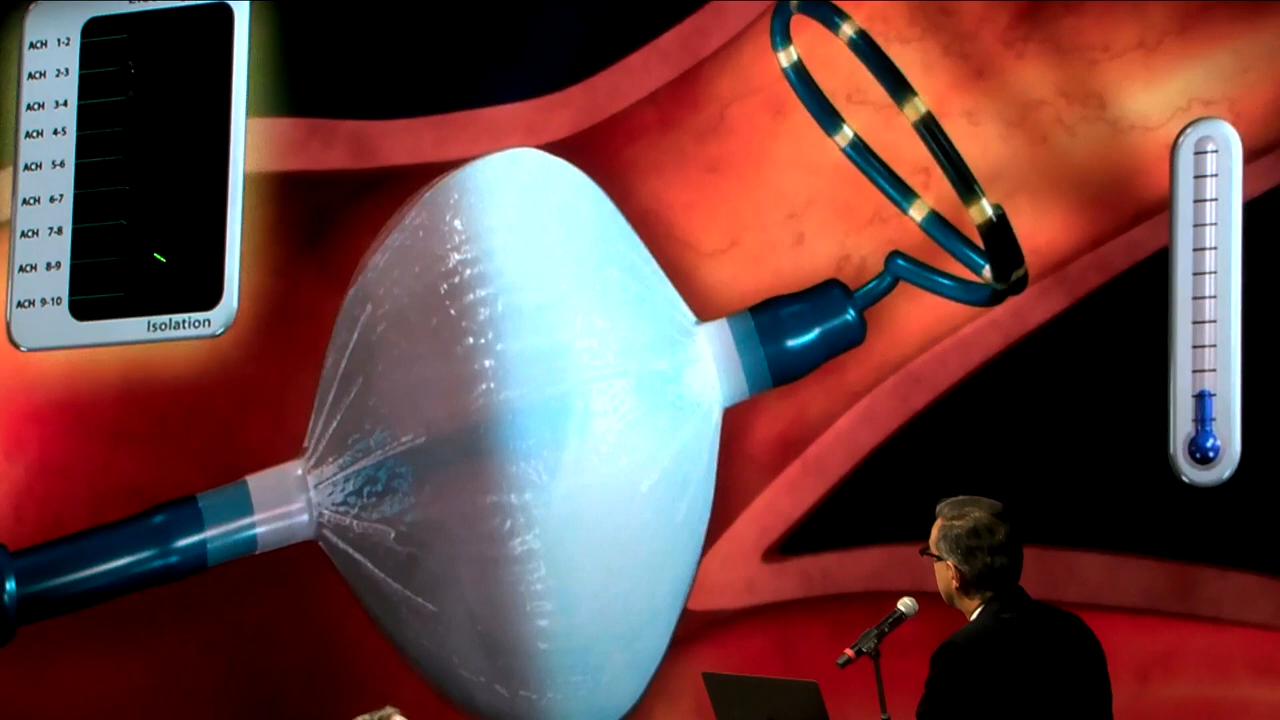 ACH 1-2
ACH 2-3
ACH 3-4
ACH 4-5
ACH 5-6
ACH 6-7
ACH 7-8
ACH 8-9
ACH 9-10
Isolation